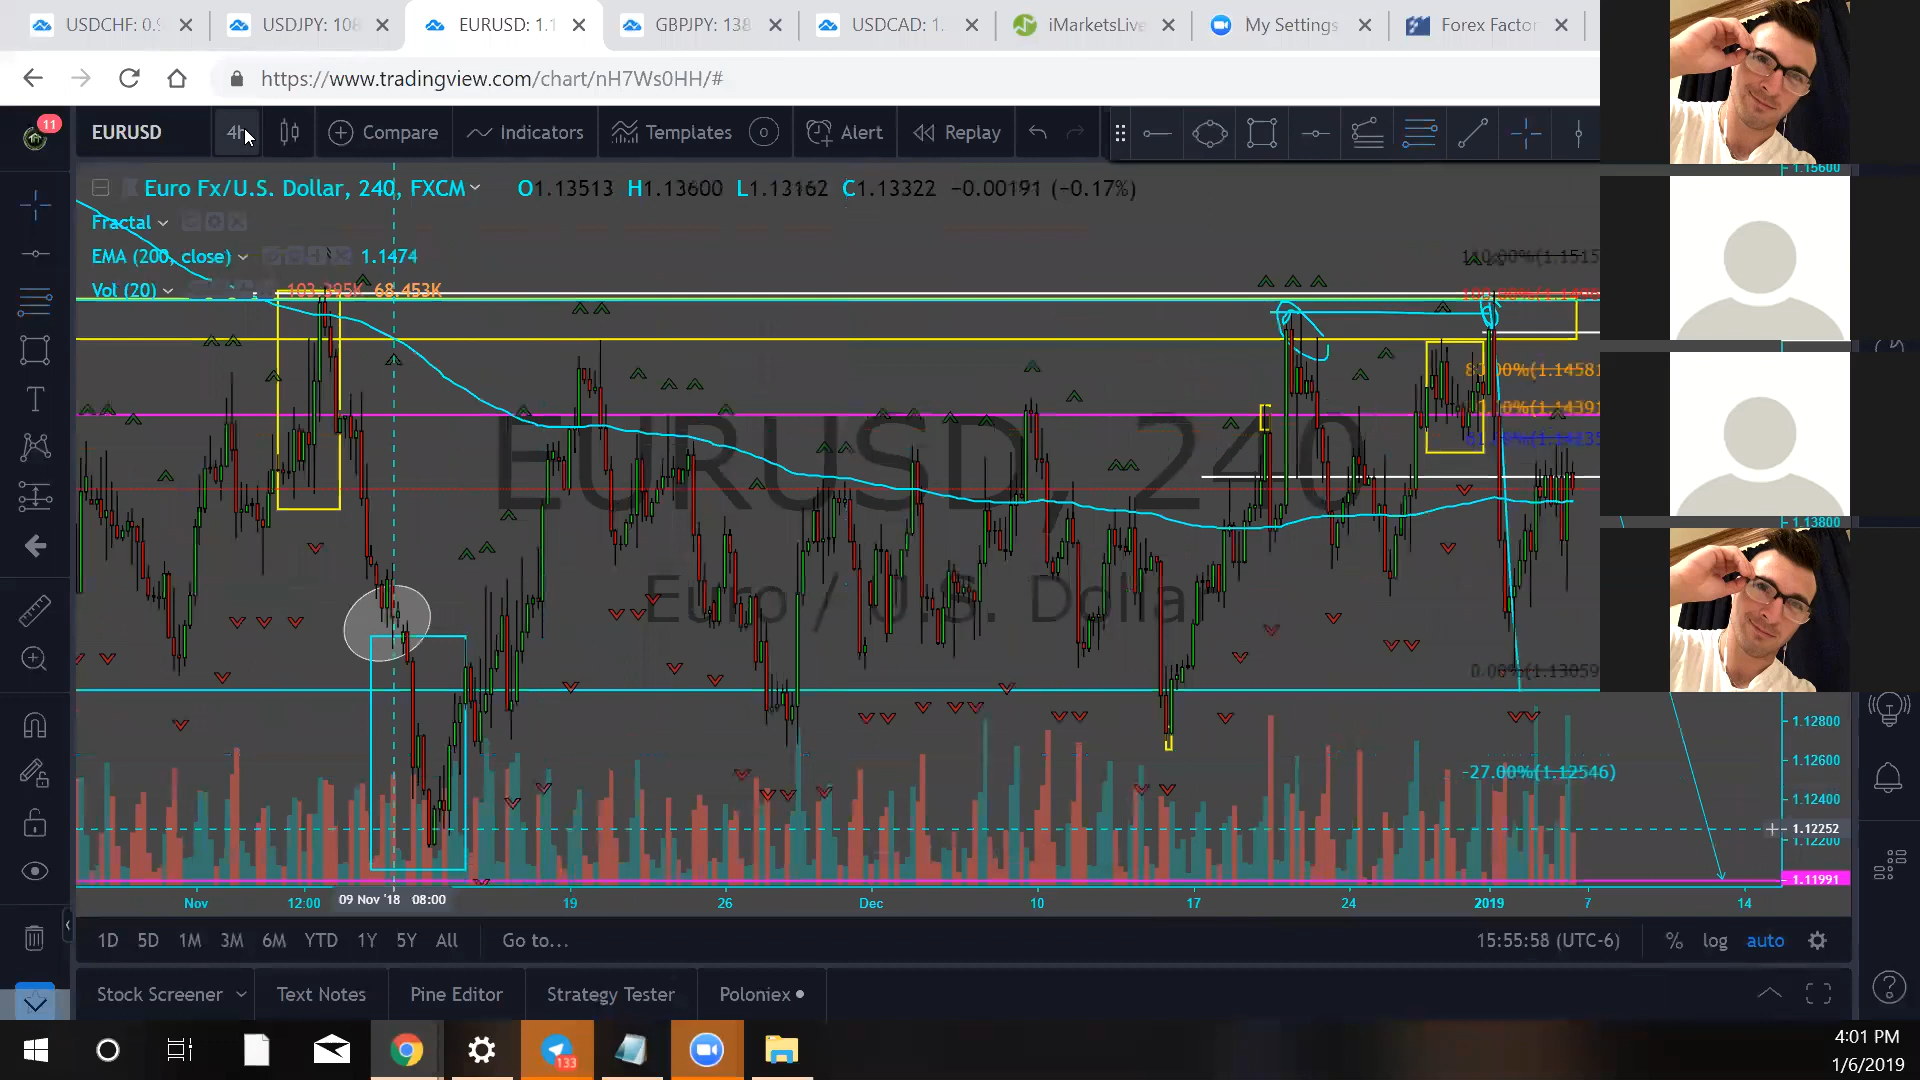 USDCHF: 0.9
USDJPY: 108
EURUSD: 1.1
GBPJPY: 138
USDCAD: 1.
iMarketsLive
My Settings
Forex Factor
https://www.tradingview.com/chart/nH7Ws0HH/#
11
EURUSD
4h
Compare
Indicators
Templates
Alert
Replay
Euro Fx/U.S. Dollar, 240, FXCM
O1.13513 H1.13600 L1.13162 C1.13322 −0.00191 (−0.17%)
1.15600
Fractal
EMA (200, close)
1.1474
Vol (20)
68.453K
EURUSD, 240
Euro / U.S. Dollar
1.13800
-27.00%(1.12546)
1.12800
1.12600
1.12400
1.12252
1.12200
1.11991
Nov
12:00
09 Nov '18 08:00
19
26
Dec
10
17
24
2019
7
14
1D 5D 1M 3M 6M YTD 1Y 5Y All
Go to...
15:55:58 (UTC-6)
% log auto
Stock Screener
Text Notes
Pine Editor
Strategy Tester
Poloniex
133
4:01 PM
1/6/2019